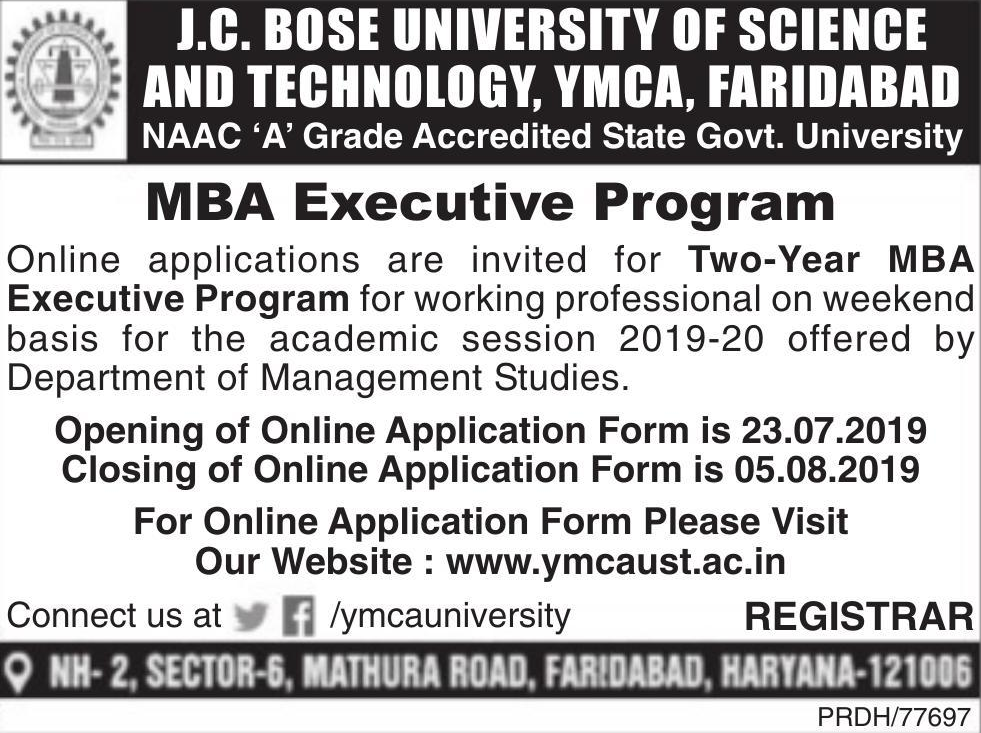 J.C. BOSE UNIVERSITY OF SCIENCE
AND TECHNOLOGY, YMCA, FARIDABAD
NAAC ‘A’ Grade Accredited State Govt. University
MBA Executive Program
Online applications are invited for Two-Year MBA
Executive Program for working professional on weekend
basis for the academic session 2019-20 offered by
Department of Management Studies.
Opening of Online Application Form is 23.07.2019
Closing of Online Application Form is 05.08.2019
For Online Application Form Please Visit
Our Website : www.ymcaust.ac.in
Connect us at /ymcauniversity
REGISTRAR
NH- 2, SECTOR-6, MATHURA ROAD, FARIDABAD, HARYANA-121006
PRDH/77697